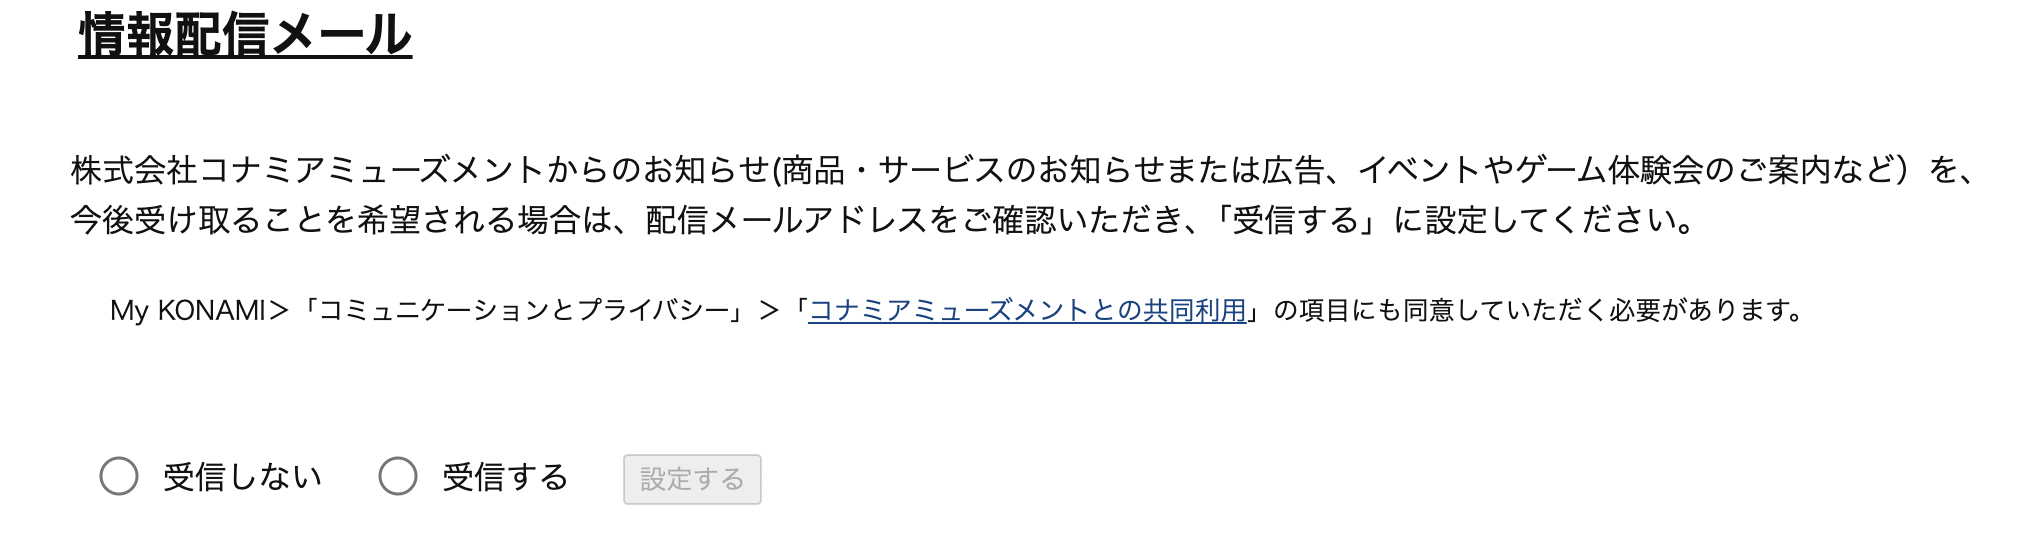 情報配信メール
株式会社コナミアミューズメントからのお知らせ(商品・サービスのお知らせまたは広告、イベントやゲーム体験会のご案内など）を、
今後受け取ることを希望される場合は、配信メールアドレスをご確認いただき、「受信する」に設定してください。
My KONAMI＞「コミュニケーションとプライバシー」＞「コナミアミューズメントとの共同利用」の項目にも同意していただく必要があります。
受信しない 受信する 設定する